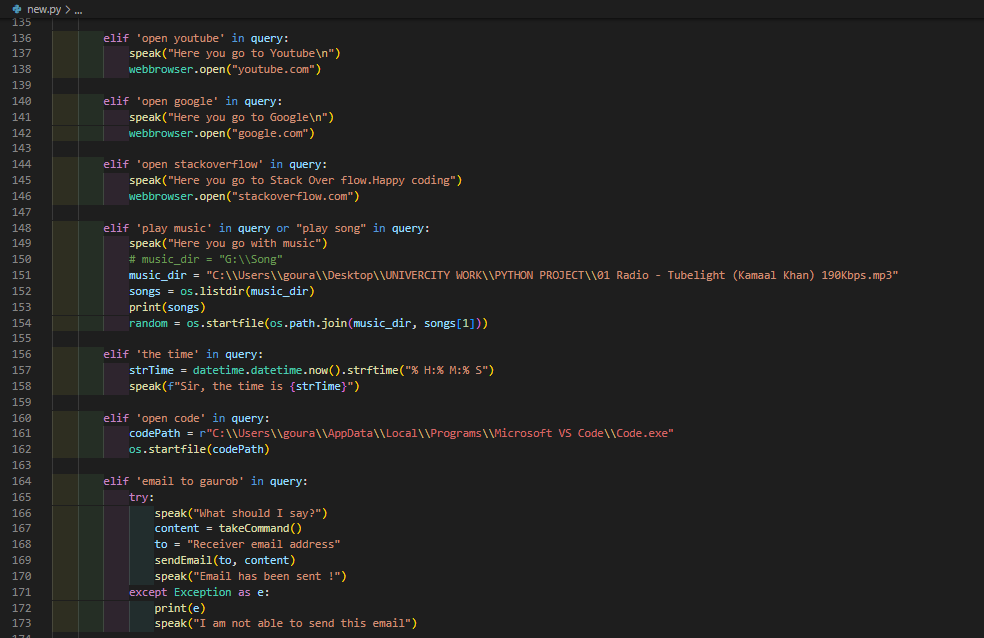 new.py > ...
135
136 elif 'open youtube' in query:
137 speak("Here you go to Youtube\n")
138 webbrowser.open("youtube.com")
139
140 elif 'open google' in query:
141 speak("Here you go to Google\n")
142 webbrowser.open("google.com")
143
144 elif 'open stackoverflow' in query:
145 speak("Here you go to Stack Over flow.Happy coding")
146 webbrowser.open("stackoverflow.com")
147
148 elif 'play music' in query or "play song" in query:
149 speak("Here you go with music")
150 # music_dir = "G:\\Song"
151 music_dir = "C:\\Users\\goura\\Desktop\\UNIVERCITY WORK\\PYTHON PROJECT\\01 Radio - Tubelight (Kamaal Khan) 190Kbps.mp3"
152 songs = os.listdir(music_dir)
153 print(songs)
154 random = os.startfile(os.path.join(music_dir, songs[1]))
155
156 elif 'the time' in query:
157 strTime = datetime.datetime.now().strftime("% H:% M:% S")
158 speak(f"Sir, the time is {strTime}")
159
160 elif 'open code' in query:
161 codePath = r"C:\\Users\\goura\\AppData\\Local\\Programs\\Microsoft VS Code\\Code.exe"
162 os.startfile(codePath)
163
164 elif 'email to gaurob' in query:
165 try:
166 speak("What should I say?")
167 content = takeCommand()
168 to = "Receiver email address"
169 sendEmail(to, content)
170 speak("Email has been sent !")
171 except Exception as e:
172 print(e)
173 speak("I am not able to send this email")
174